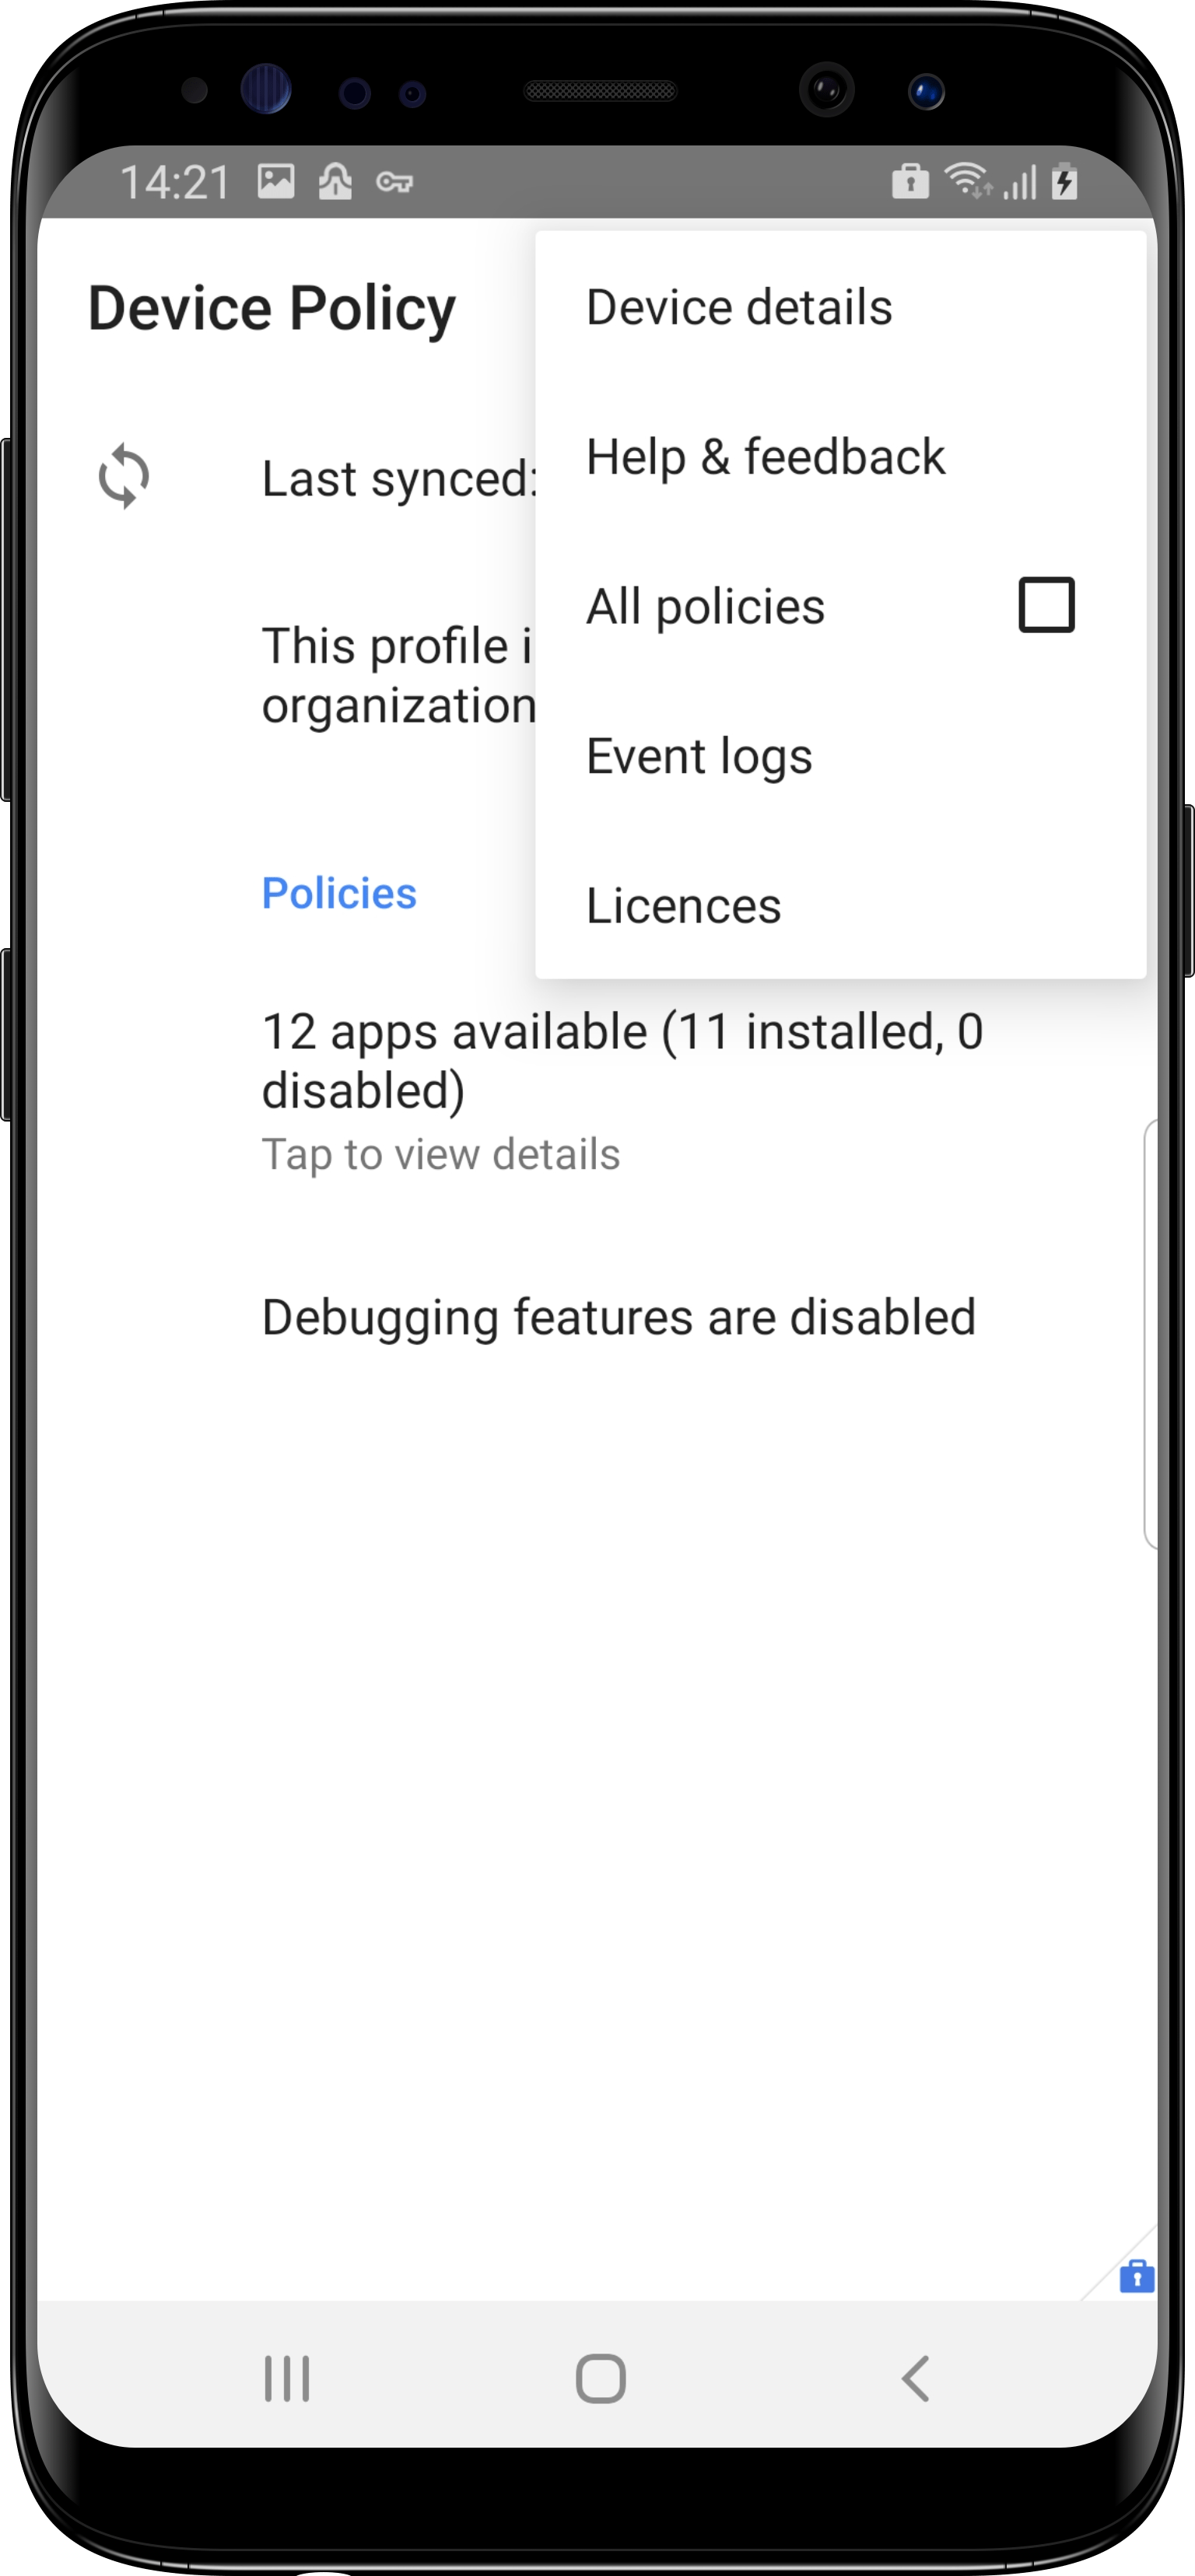 14:21
Device Policy
Device details
Help & feedback
All policies
Event logs
Licences
Last synced:
This profile i
organization
Policies
12 apps available (11 installed, 0
disabled)
Tap to view details
Debugging features are disabled